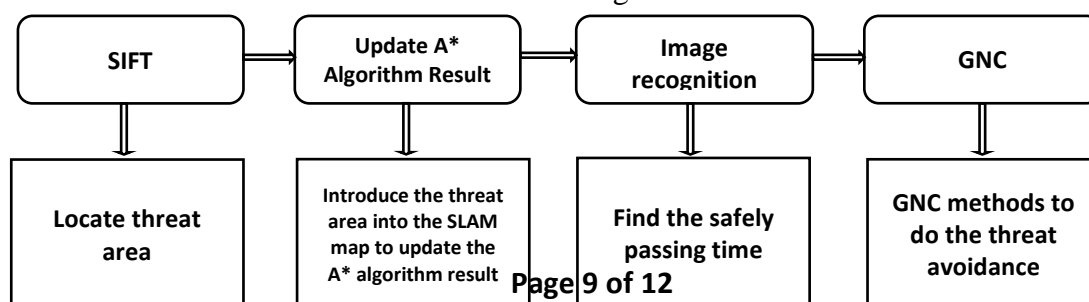 SIFT
Update A*
Algorithm Result
Image
recognition
GNC
Locate threat
area
Introduce the threat
area into the SLAM
map to update the
A* algorithm result
Find the safely
passing time
GNC methods to
do the threat
avoidance
Page 9 of 12